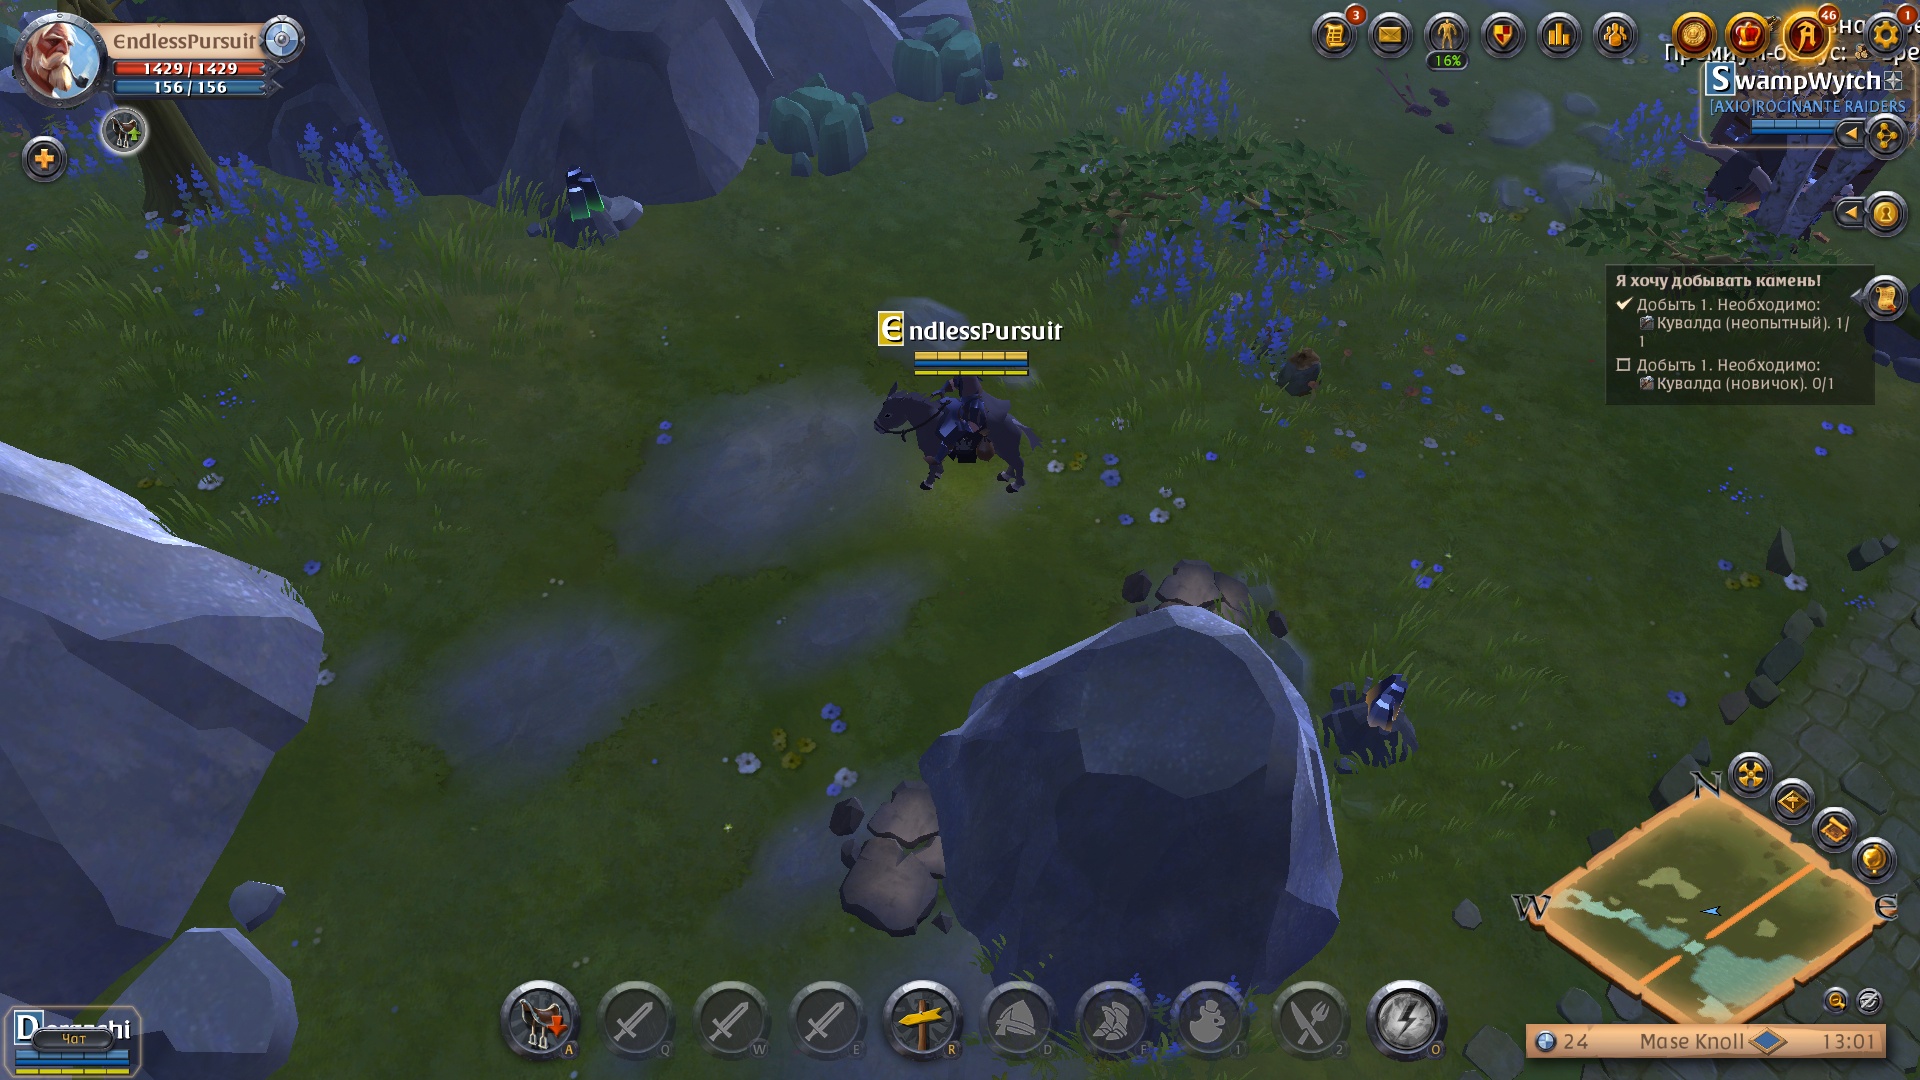 EndlessPursuit
1429 / 1429
156 / 156
3
16%
46
1
SwampWytch
[AXIO]ROCINANTE RAIDERS
Я хочу добывать камень!
Добыть 1. Необходимо:
Кувалда (неопытный). 1/
1
Добыть 1. Необходимо:
Кувалда (новичок). 0/1
EndlessPursuit
N
W
E
Чат
A
Q
W
E
R
D
F
1
2
O
24
Mase Knoll
13:01